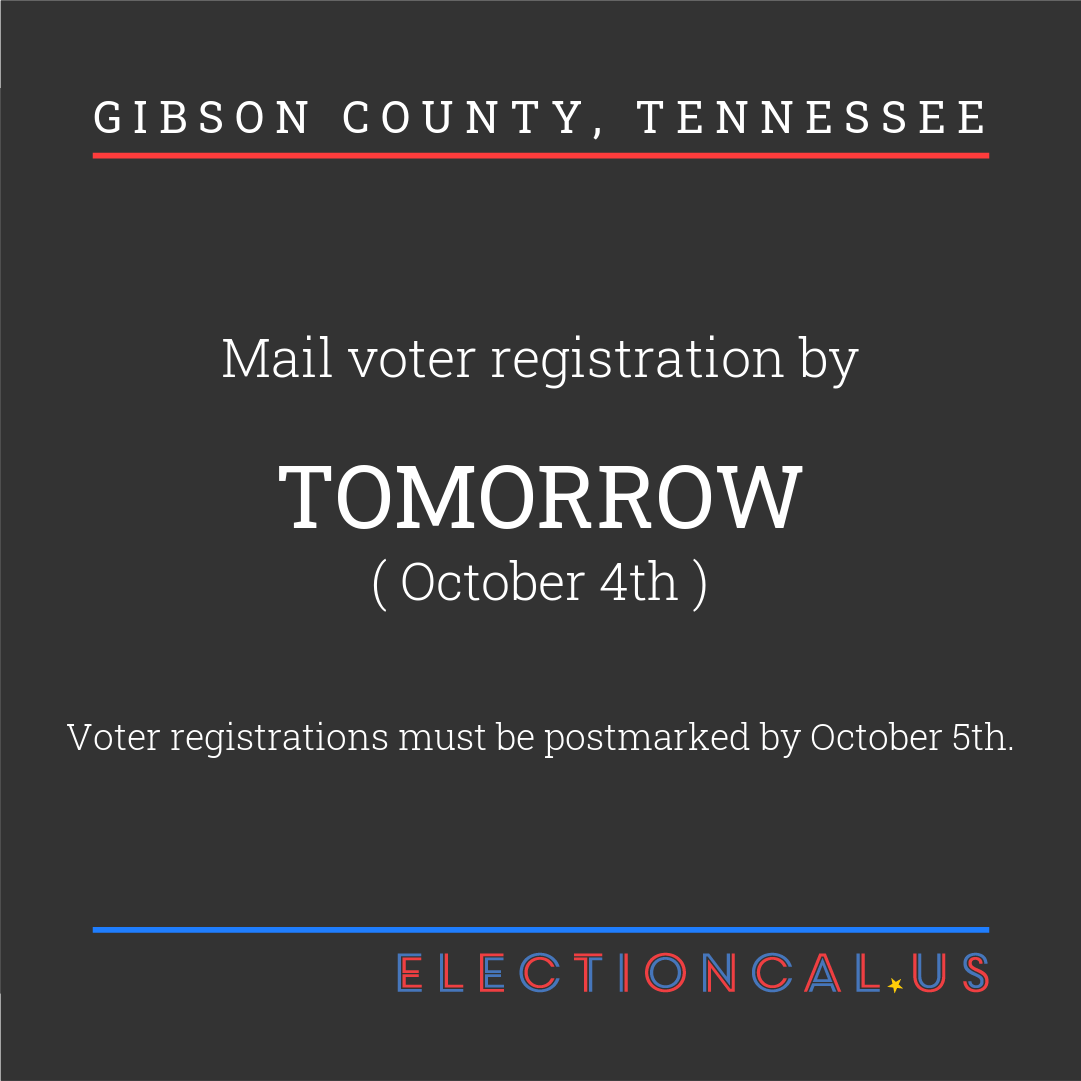 GIBSON COUNTY, TENNESSEE
Mail voter registration by
TOMORROW
( October 4th )
Voter registrations must be postmarked by October 5th.
ELECTIONCAL.US